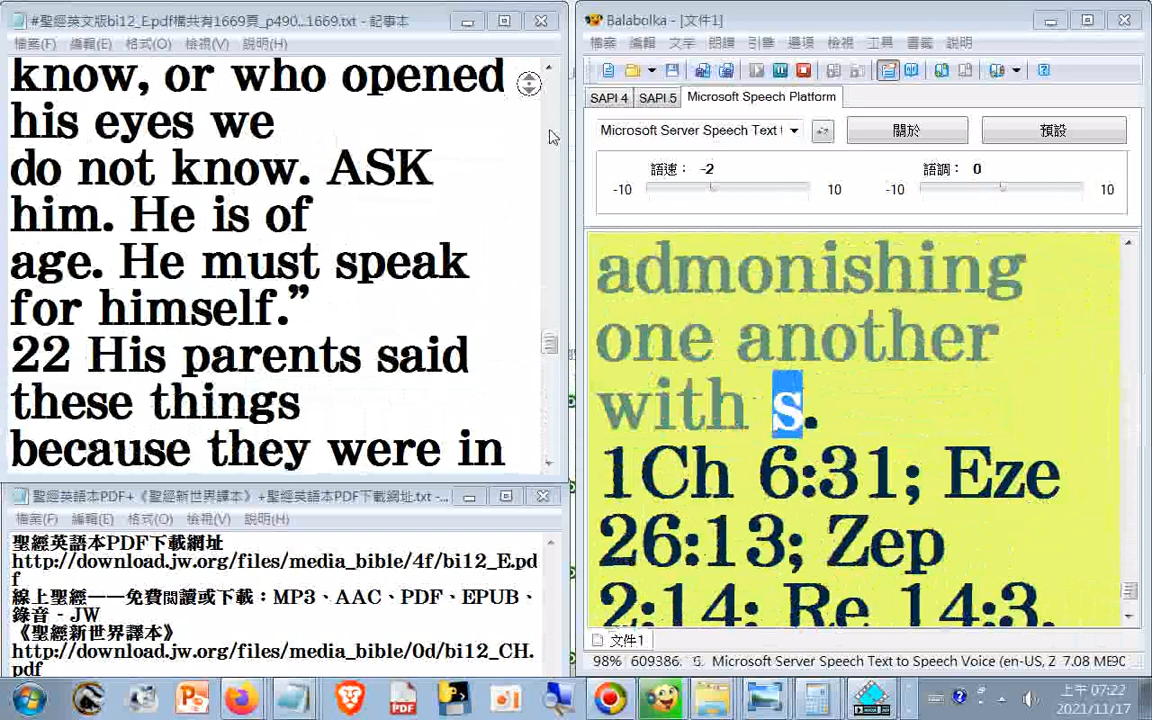 #聖經英文版bi12_E.pdf檔共有1669頁_p490...1669.txt - 記事本
檔案(F) 編輯(E) 格式(O) 檢視(V) 說明(H)
know, or who opened
his eyes we
do not know. ASK
him. He is of
age. He must speak
for himself.”
22 His parents said
these things
because they were in
聖經英語本PDF+《聖經新世界譯本》+聖經英語本PDF下載網址.txt -...
檔案(F) 編輯(E) 格式(O) 檢視(V) 說明(H)
聖經英語本PDF下載網址
http://download.jw.org/files/media_bible/4f/bi12_E.pd
f
線上聖經——免費閱讀或下載：MP3、AAC、PDF、EPUB、
錄音 - JW
《聖經新世界譯本》
http://download.jw.org/files/media_bible/0d/bi12_CH.
pdf
Balabolka - [文件1]
檔案 編輯 文字 朗讀 引擎 選項 檢視 工具 書籤 說明
SAPI 4 SAPI 5 Microsoft Speech Platform
Microsoft Server Speech Text 關於 預設
語速： -2 語調： 0
-10 10 -10 10
admonishing
one another
with s.
1Ch 6:31; Eze
26:13; Zep
2:14; Re 14:3.
文件1
98% 609386. Microsoft Server Speech Text to Speech Voice (en-US, Z 7.08
PDF
上午 07:22
2021/11/17